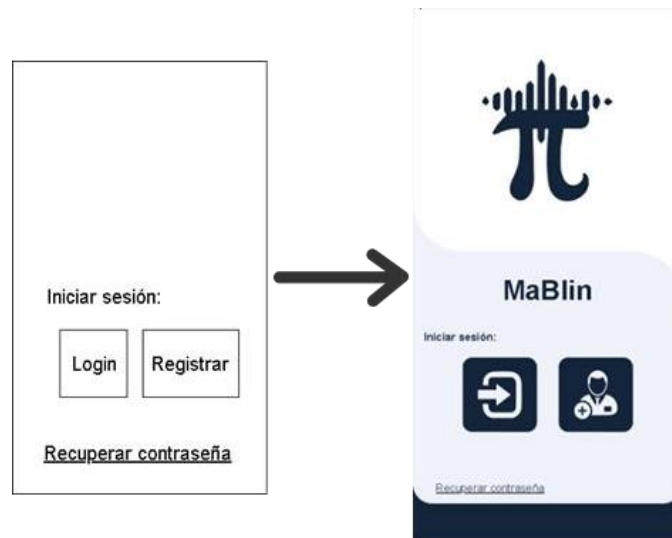 Iniciar sesión:
Login
Registrar
Recuperar contraseña
MaBlin
Iniciar sesión:
Recuperar contraseña